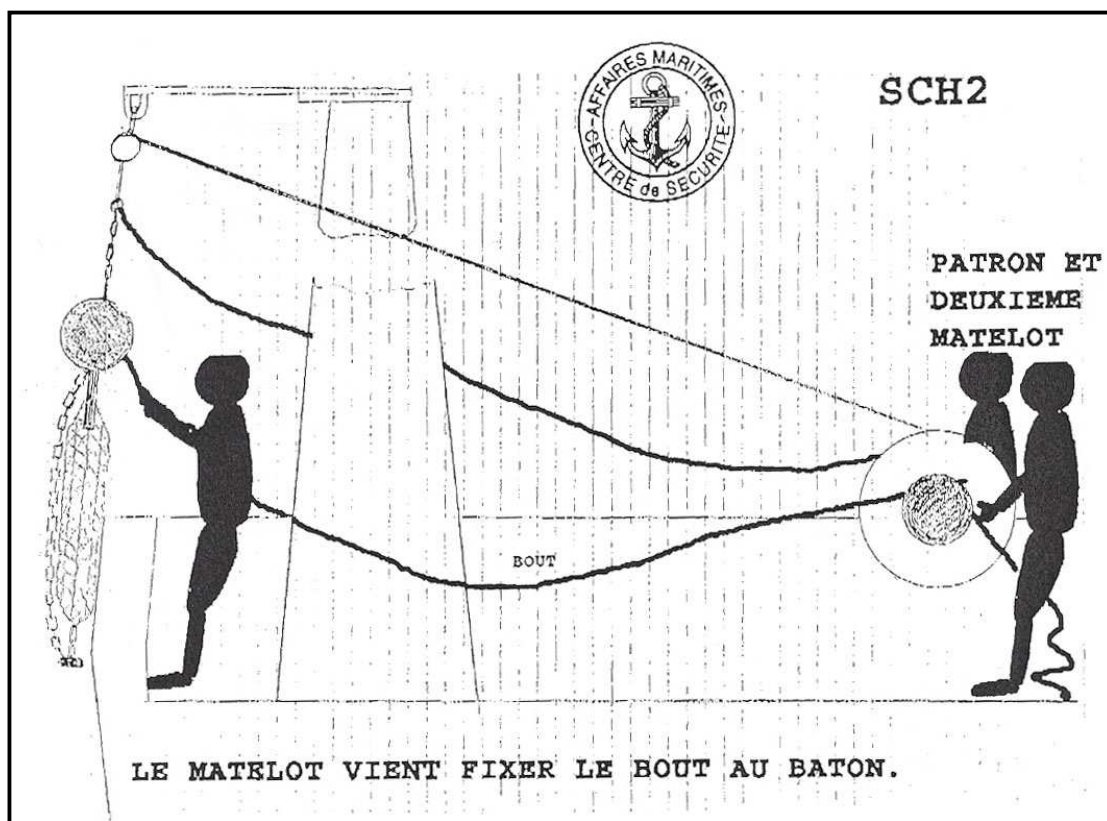 AFFAIRES MARITIMES
CENTRE de SECURITE
SCH2
PATRON ET
DEUXIEME
MATELOT
BOUT
LE MATELOT VIENT FIXER LE BOUT AU BATON.